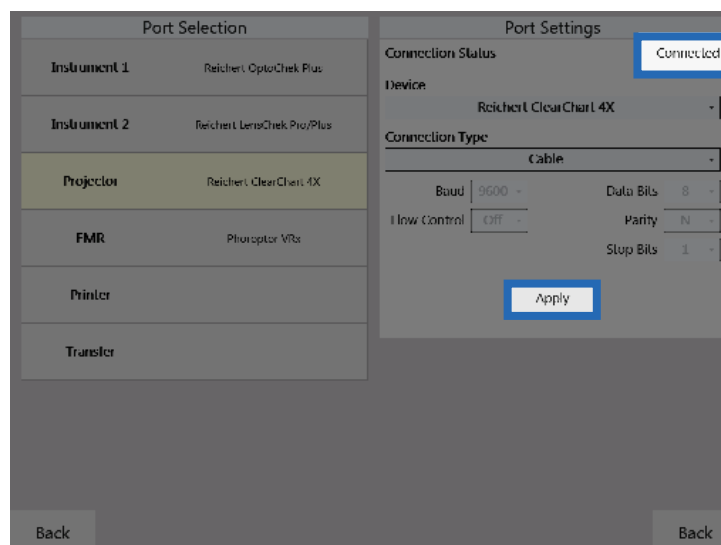 Port Selection
Instrument 1 Reichert OptoChek Plus
Instrument 2 Reichert LensChek Pro/Plus
Projector Reichert ClearChart 4X
EMR Phoroptor VRx
Printer
Transfer
Back
Port Settings
Connection Status Connected
Device
Reichert ClearChart 4X
Connection Type
Cable
Baud 9600 Data Bits 8
Flow Control Off Parity N
Stop Bits 1
Apply
Back